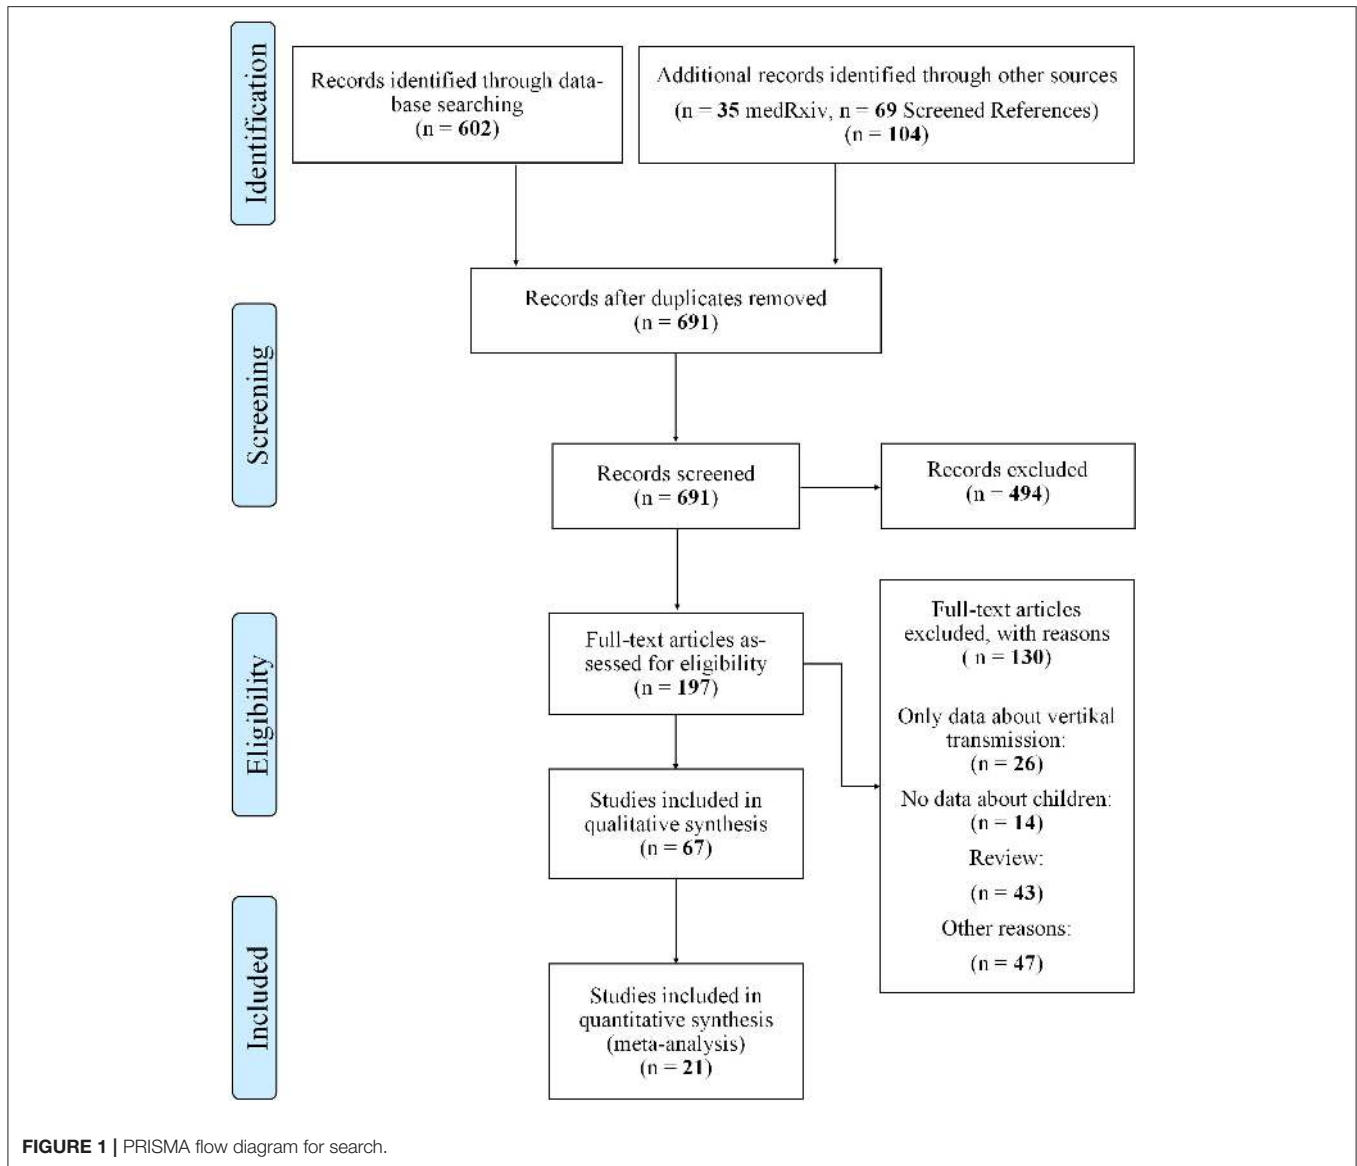 Identification
Records identified through data-
base searching
(n = 602)
Additional records identified through other sources
(n = 35 medRxiv, n = 69 Screened References)
(n = 104)
Screening
Records after duplicates removed
(n = 691)
Records screened
(n = 691)
Records excluded
(n = 494)
Eligibility
Full-text articles as-
sessed for eligibility
(n = 197)
Full-text articles
excluded, with reasons
( n = 130)
Only data about vertikal
transmission:
(n = 26)
No data about children:
(n = 14)
Review:
(n = 43)
Other reasons:
(n = 47)
Studies included in
qualitative synthesis
(n = 67)
Included
Studies included in
quantitative synthesis
(meta-analysis)
(n = 21)
FIGURE 1 | PRISMA flow diagram for search.